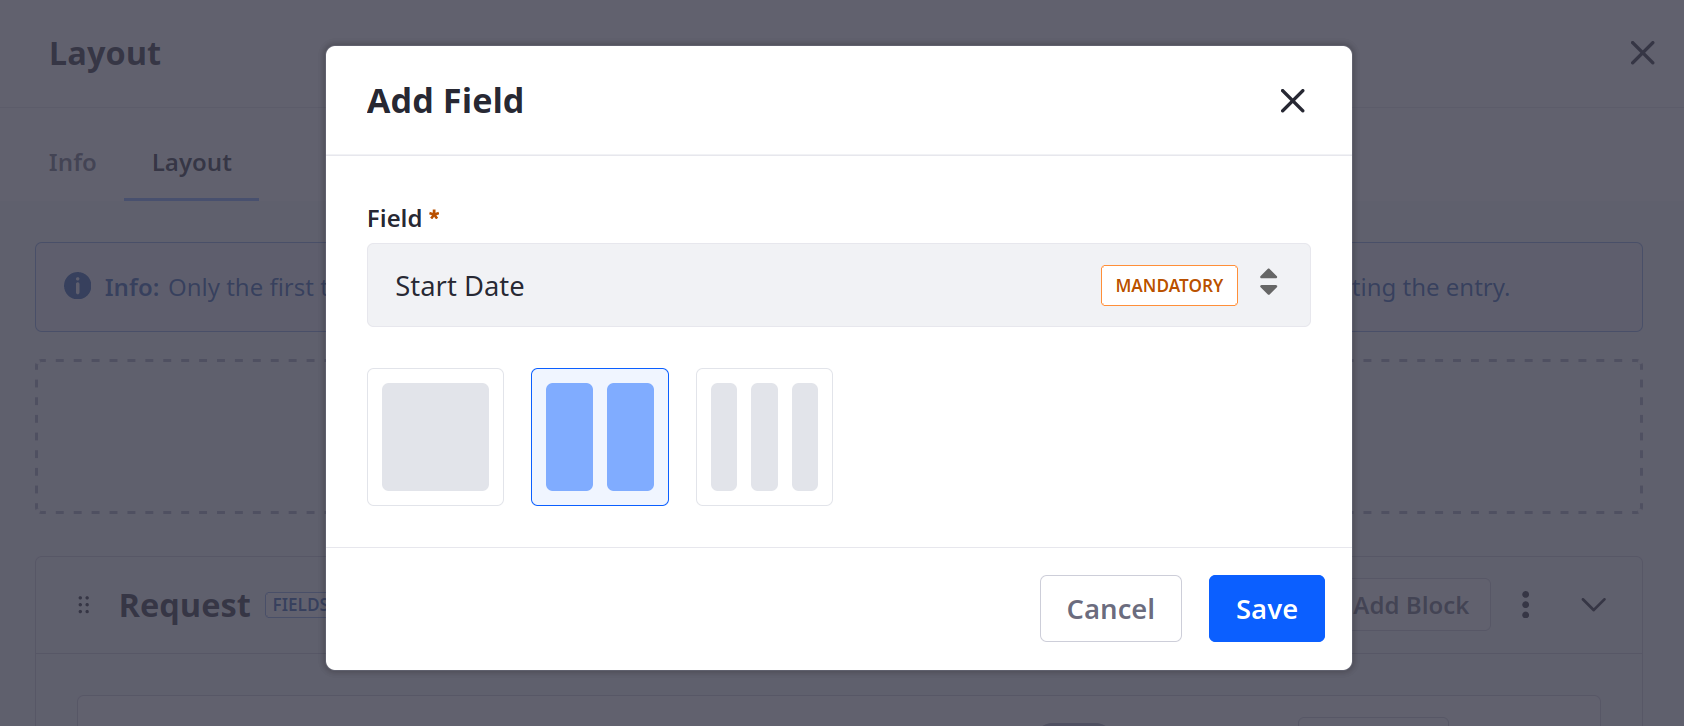 Layout
Add Field
Info
Layout
Field *
Info: Only the first
ting the entry.
Start Date
MANDATORY
Request
FIELDS
Add Block
Cancel
Save